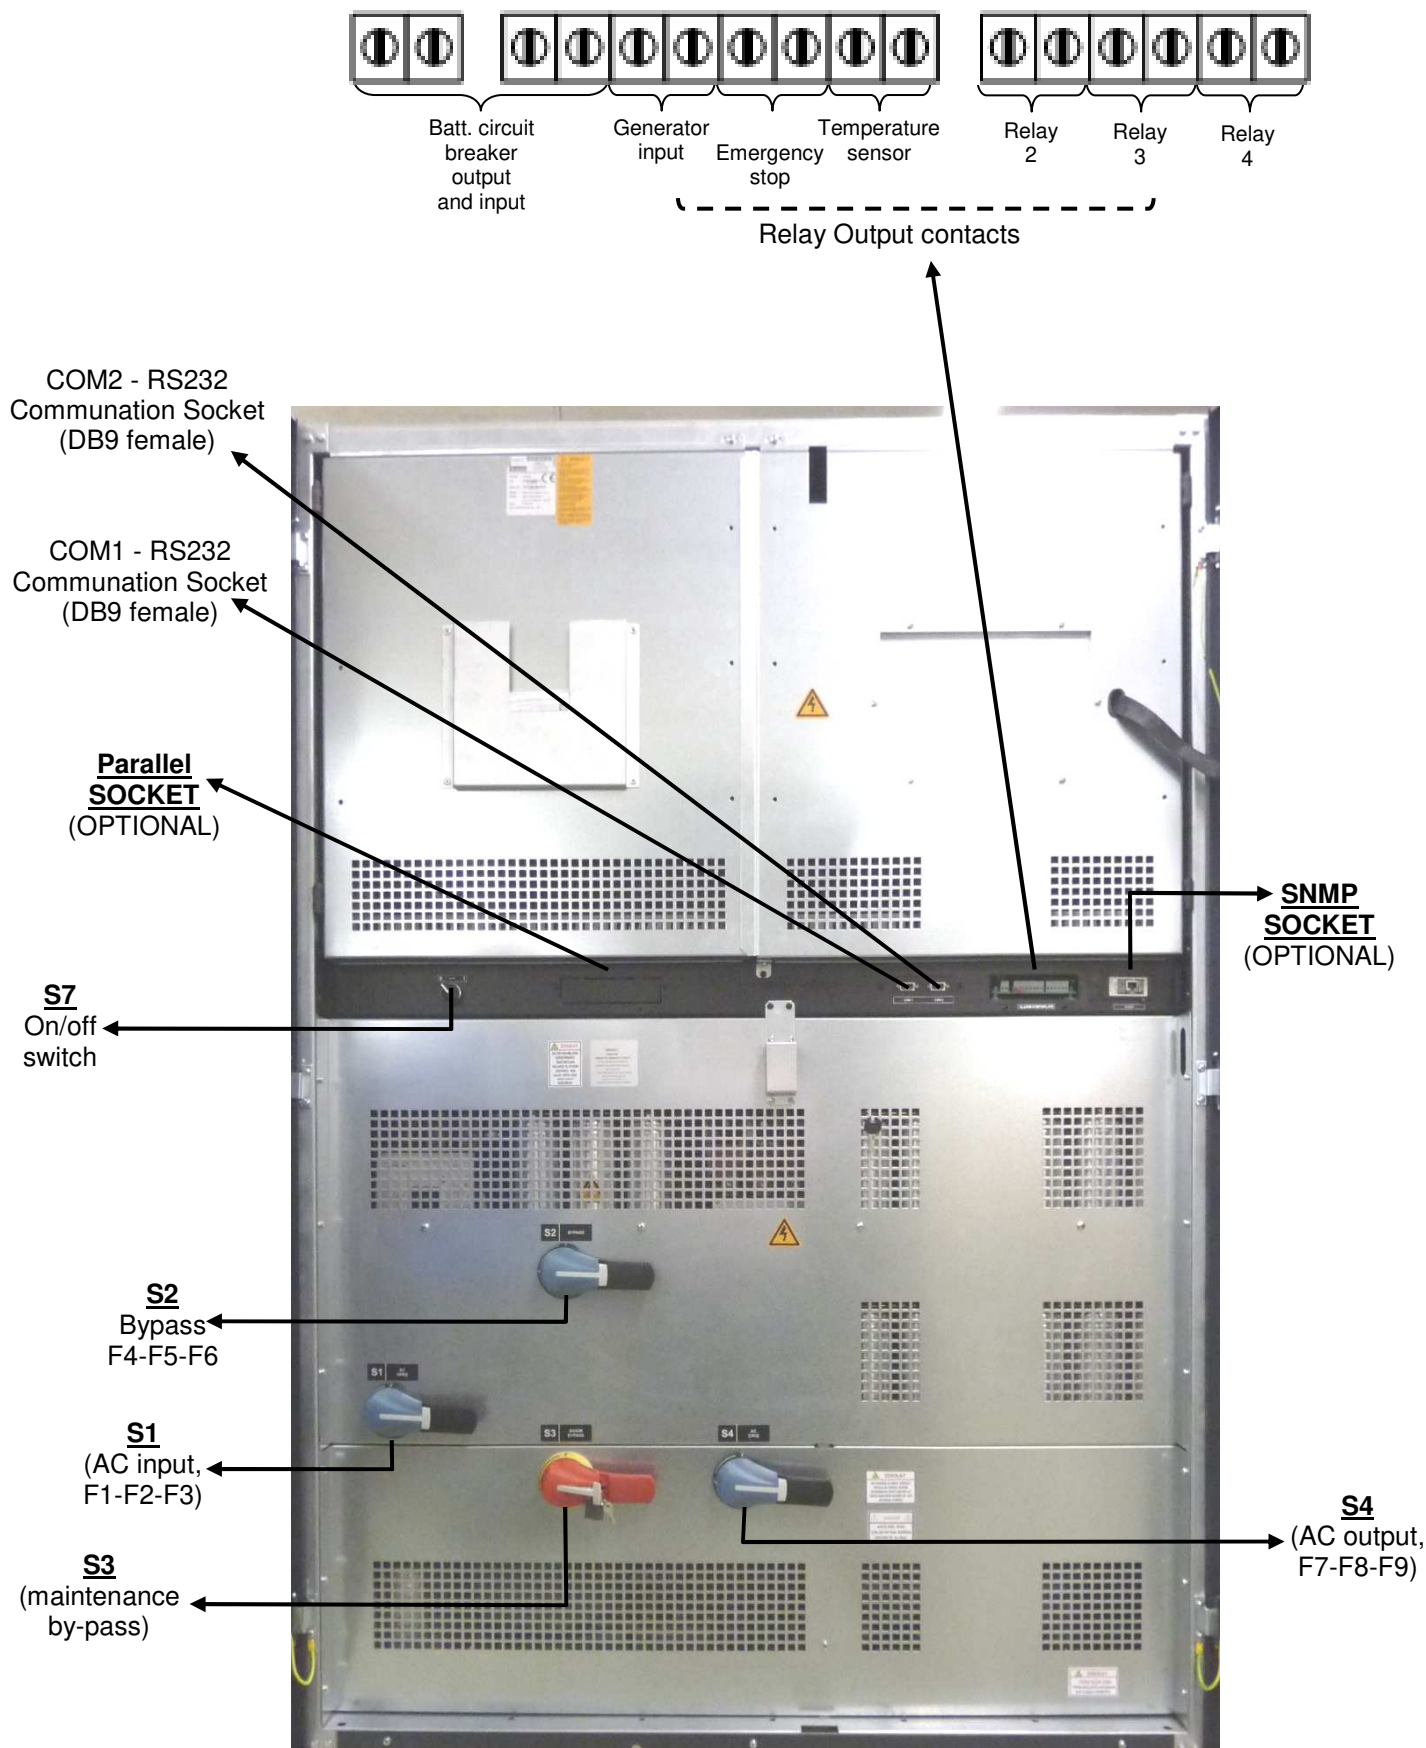 Batt. circuit
breaker
output
and input
Generator
input
Emergency
stop
Temperature
sensor
Relay
2
Relay
3
Relay
4
Relay Output contacts
COM2 - RS232
Communation Socket
(DB9 female)
COM1 - RS232
Communation Socket
(DB9 female)
Parallel
SOCKET
(OPTIONAL)
SNMP
SOCKET
(OPTIONAL)
S7
On/off
switch
S2 BYPASS
S2
Bypass
F4-F5-F6
S1
S1
(AC input,
F1-F2-F3)
S3
S4
S4
(AC output,
F7-F8-F9)
S3
(maintenance
by-pass)